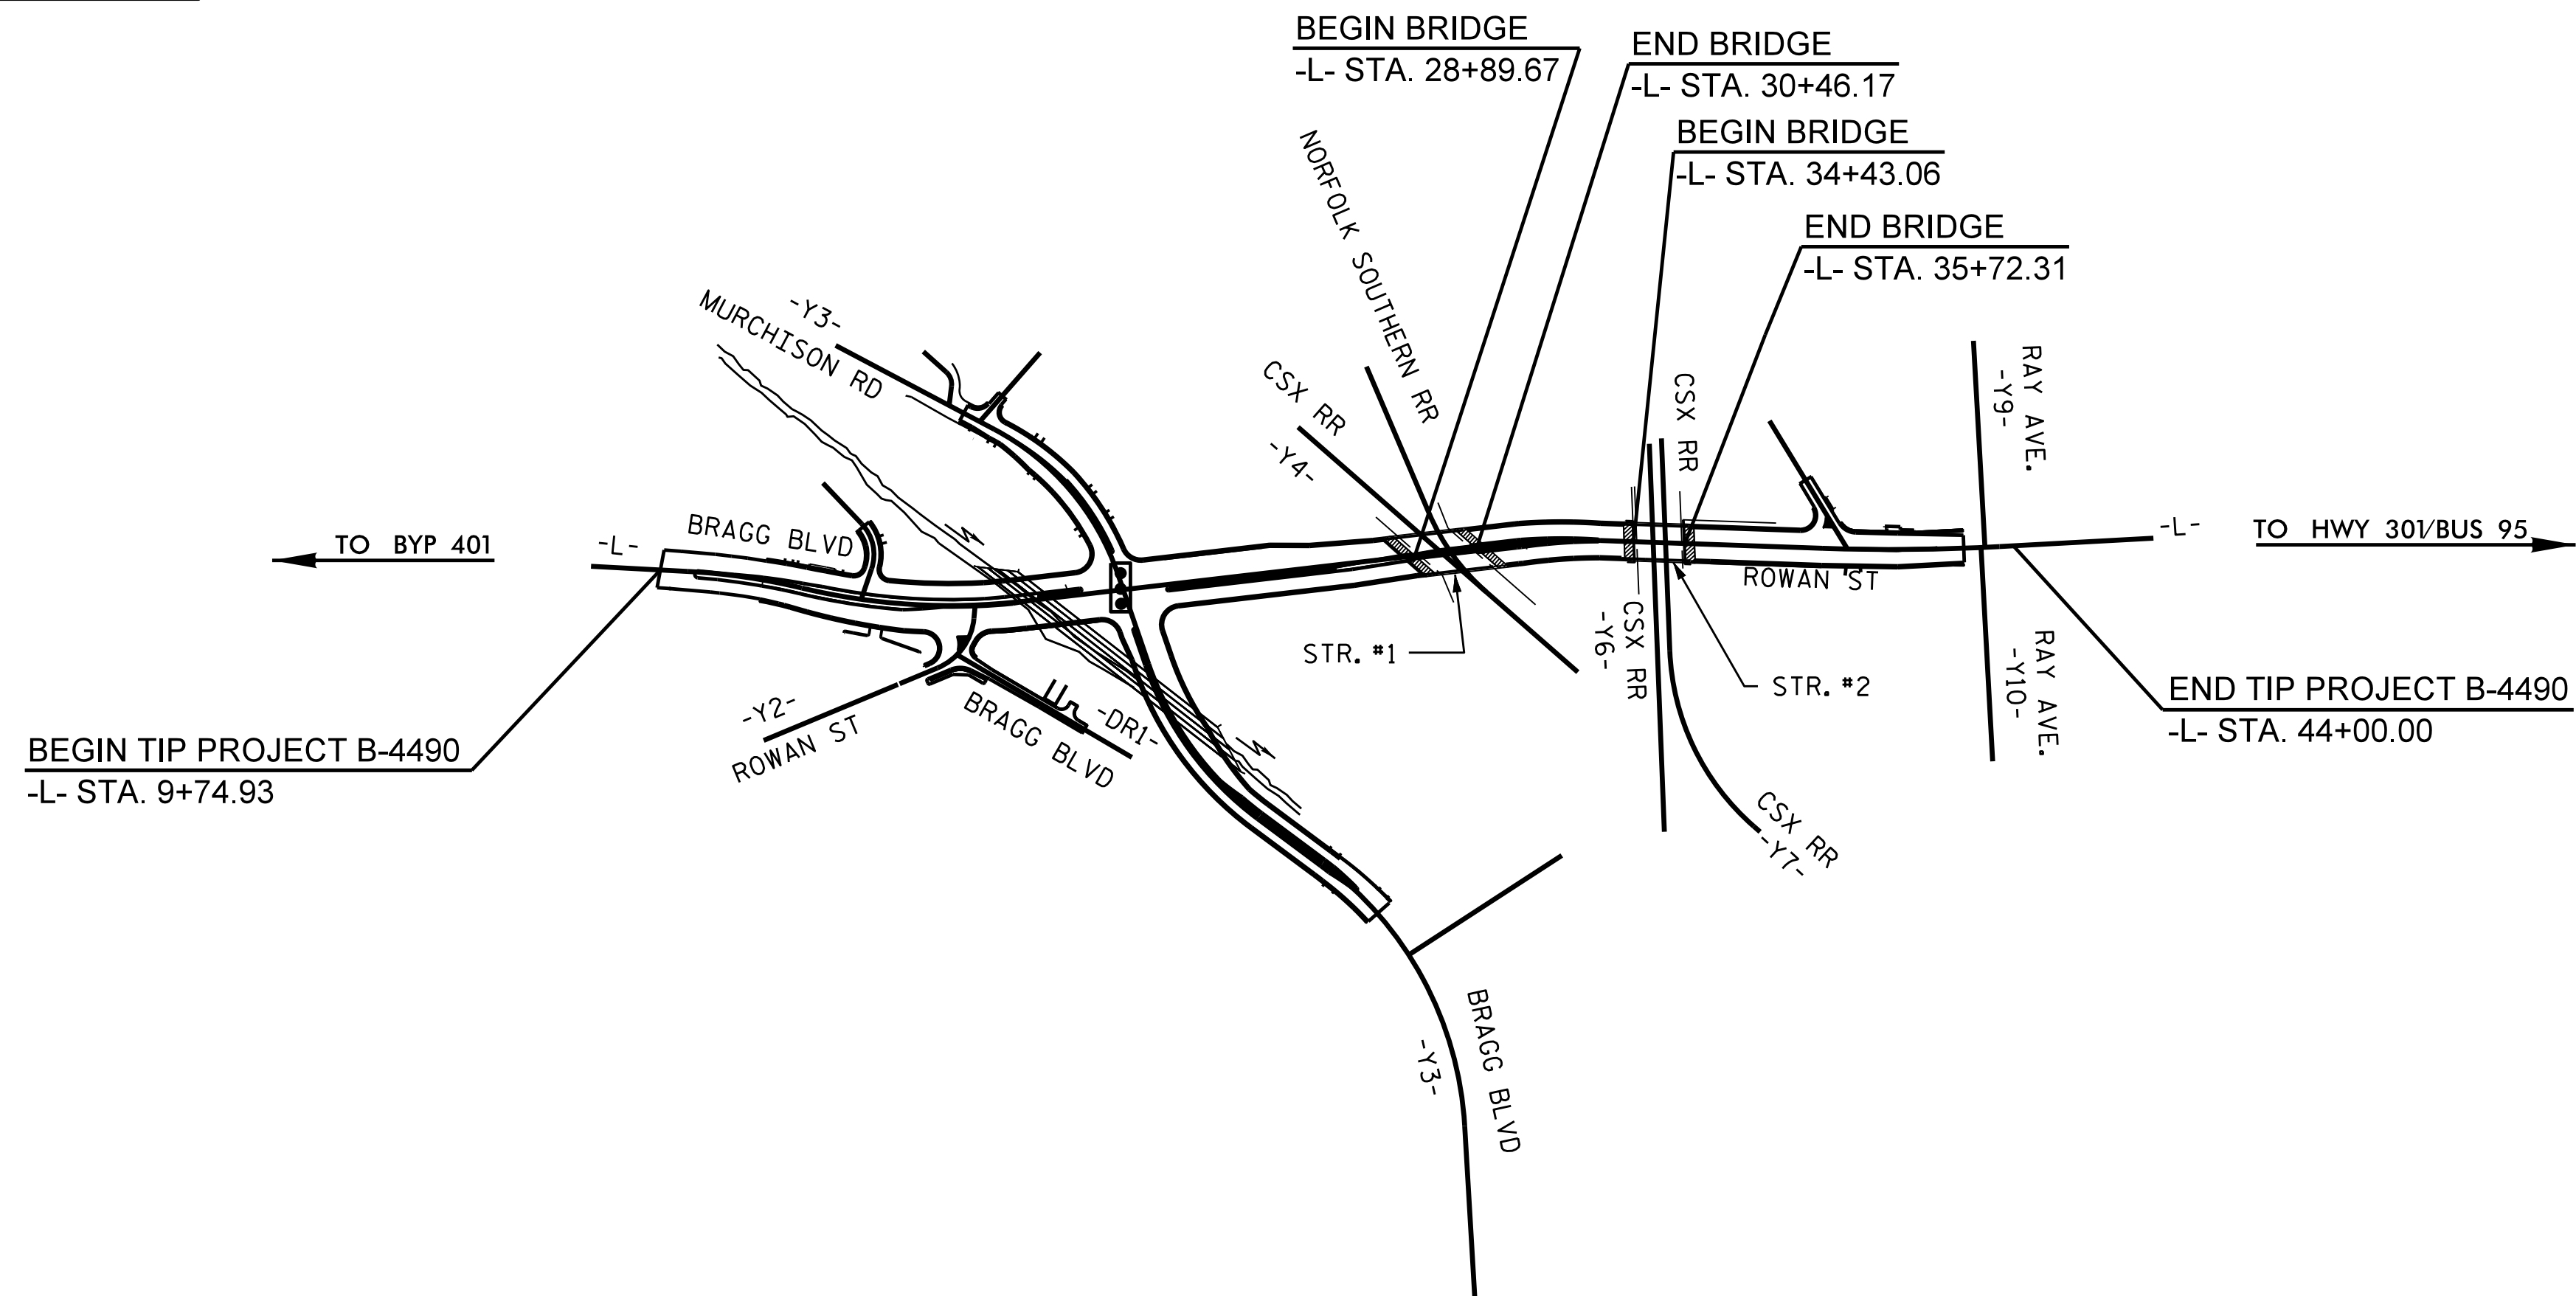 BEGIN BRIDGE
-L- STA. 28+89.67
END BRIDGE
-L- STA. 30+46.17
BEGIN BRIDGE
-L- STA. 34+43.06
END BRIDGE
-L- STA. 35+72.31
NORFOLK SOUTHERN RR
-Y3-
MURCHISON RD
CSX RR
-Y4-
CSX RR
RAY AVE.
-Y9-
TO BYP 401
-L-
BRAGG BLVD
-L-
TO HWY 301/BUS 95
ROWAN ST
STR. #1
CSX RR
-Y6-
STR. #2
RAY AVE.
-Y10-
END TIP PROJECT B-4490
-L- STA. 44+00.00
-Y2-
ROWAN ST
BRAGG BLVD
-DR1-
BEGIN TIP PROJECT B-4490
-L- STA. 9+74.93
CSX RR
-Y7-
BRAGG BLVD
-Y3-